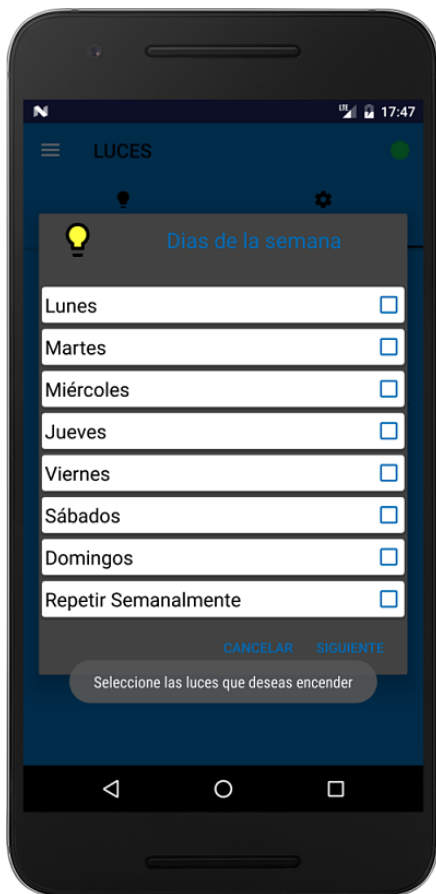 LTE 17:47
LUCES
Dias de la semana
Lunes
Martes
Miércoles
Jueves
Viernes
Sábados
Domingos
Repetir Semanalmente
CANCELAR SIGUIENTE
Seleccione las luces que deseas encender